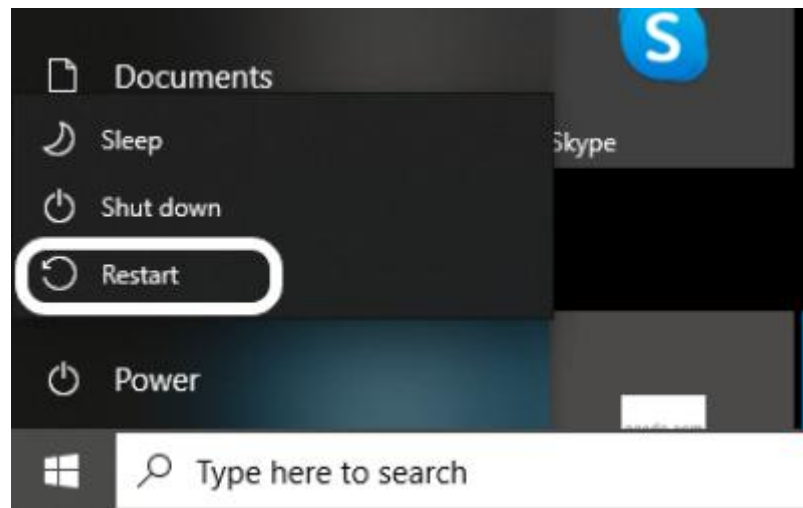 Documents
Sleep
Skype
Shut down
Restart
Power
Type here to search